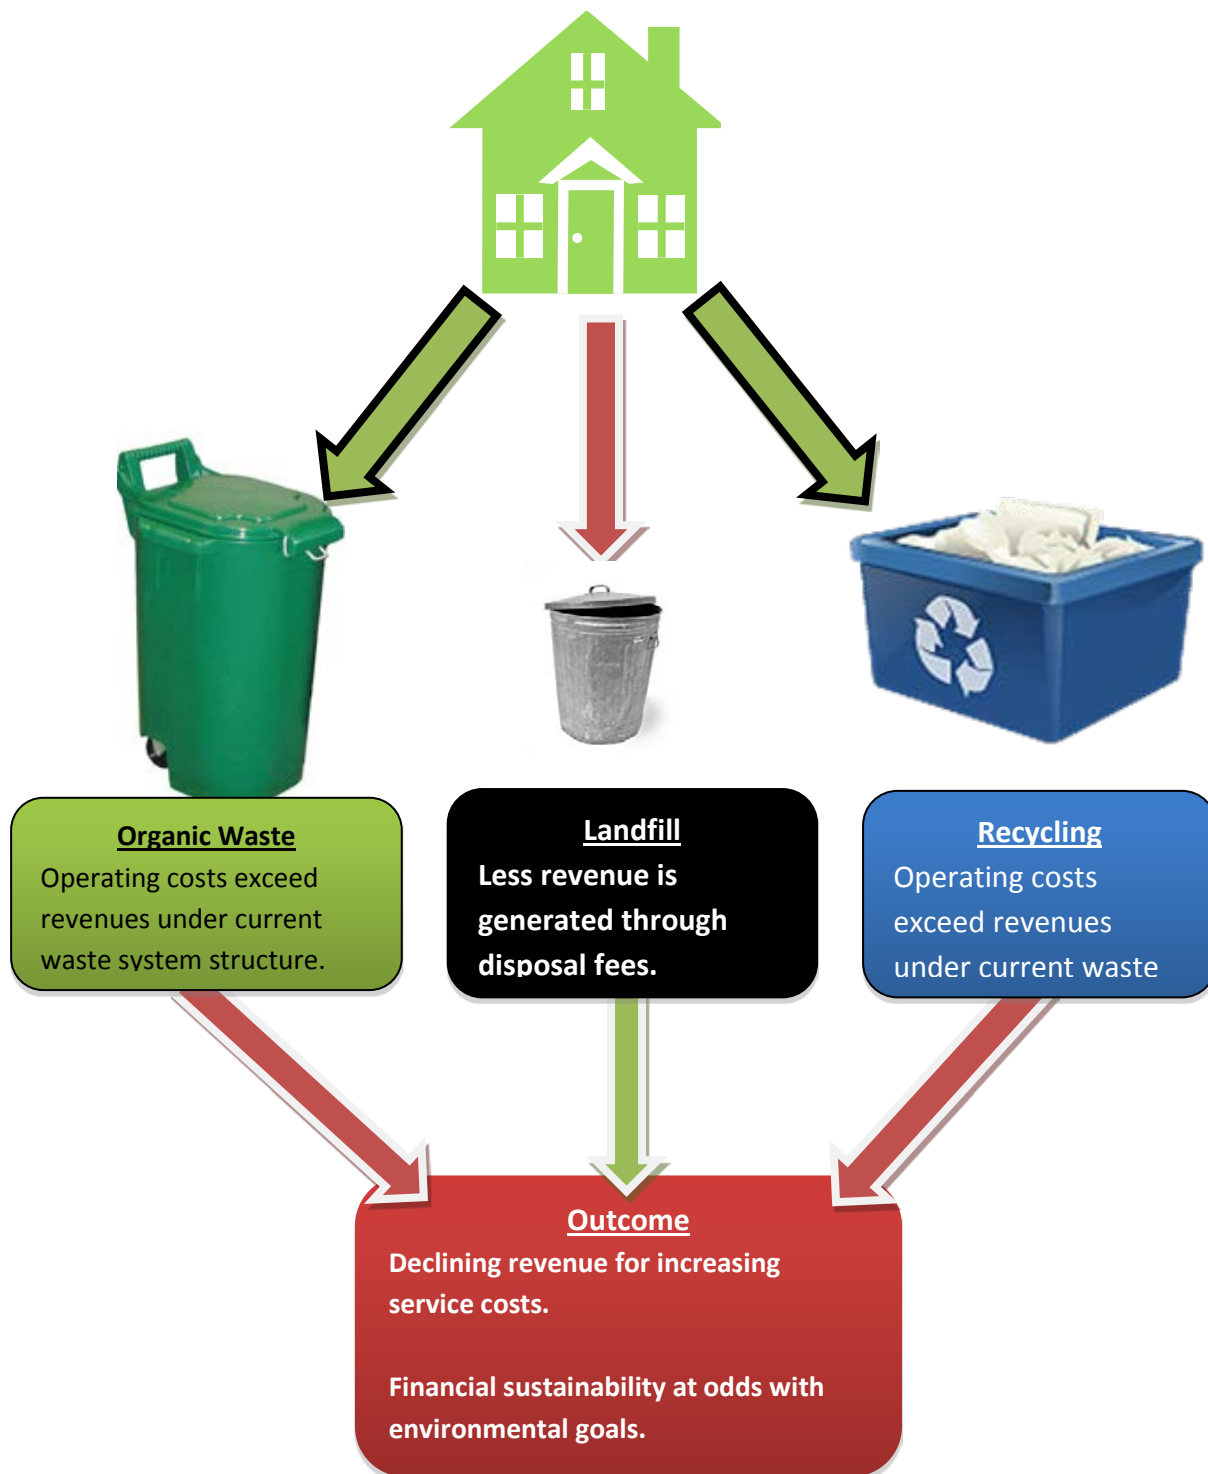 Organic Waste
Operating costs exceed
revenues under current
waste system structure.
Landfill
Less revenue is
generated through
disposal fees.
Recycling
Operating costs
exceed revenues
under current waste
Outcome
Declining revenue for increasing
service costs.
Financial sustainability at odds with
environmental goals.